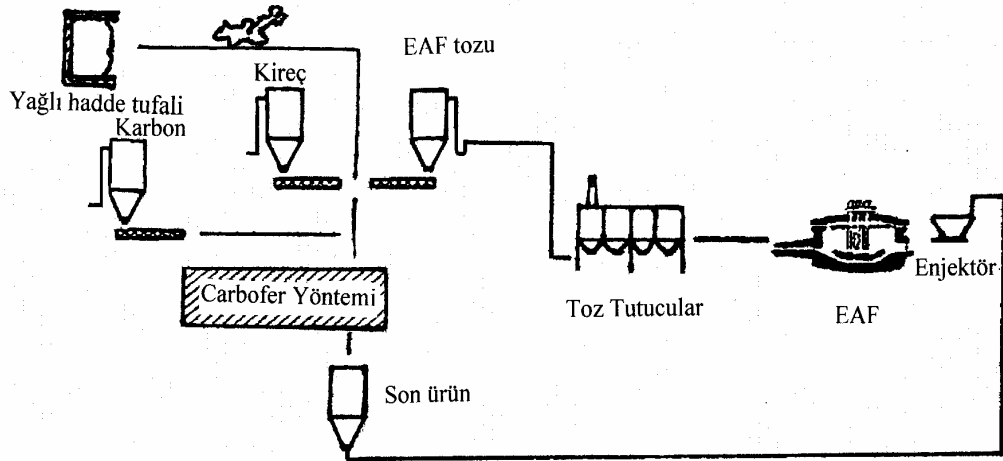 EAF tozu
Kireç
Yağlı hadde tufali
Karbon
Carbofer Yöntemi
Toz Tutucular
EAF
Enjektör
Son ürün